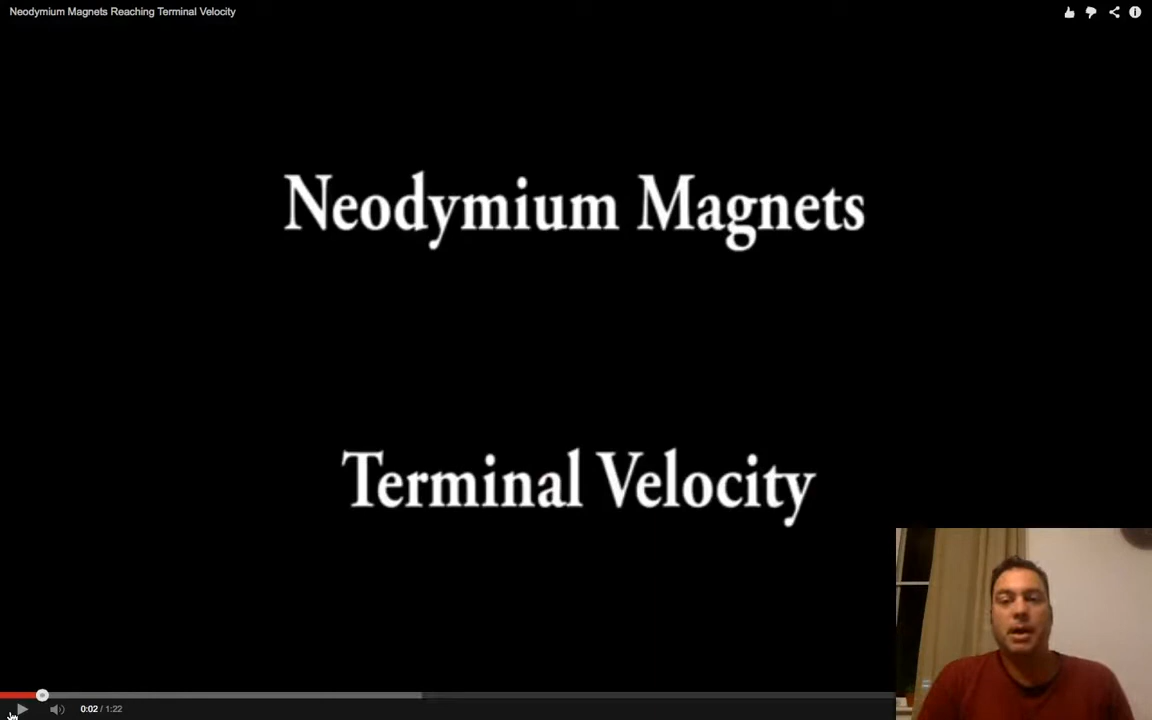 Neodymium Magnets Reaching Terminal Velocity
Neodymium Magnets
Terminal Velocity
0:02 / 1:22